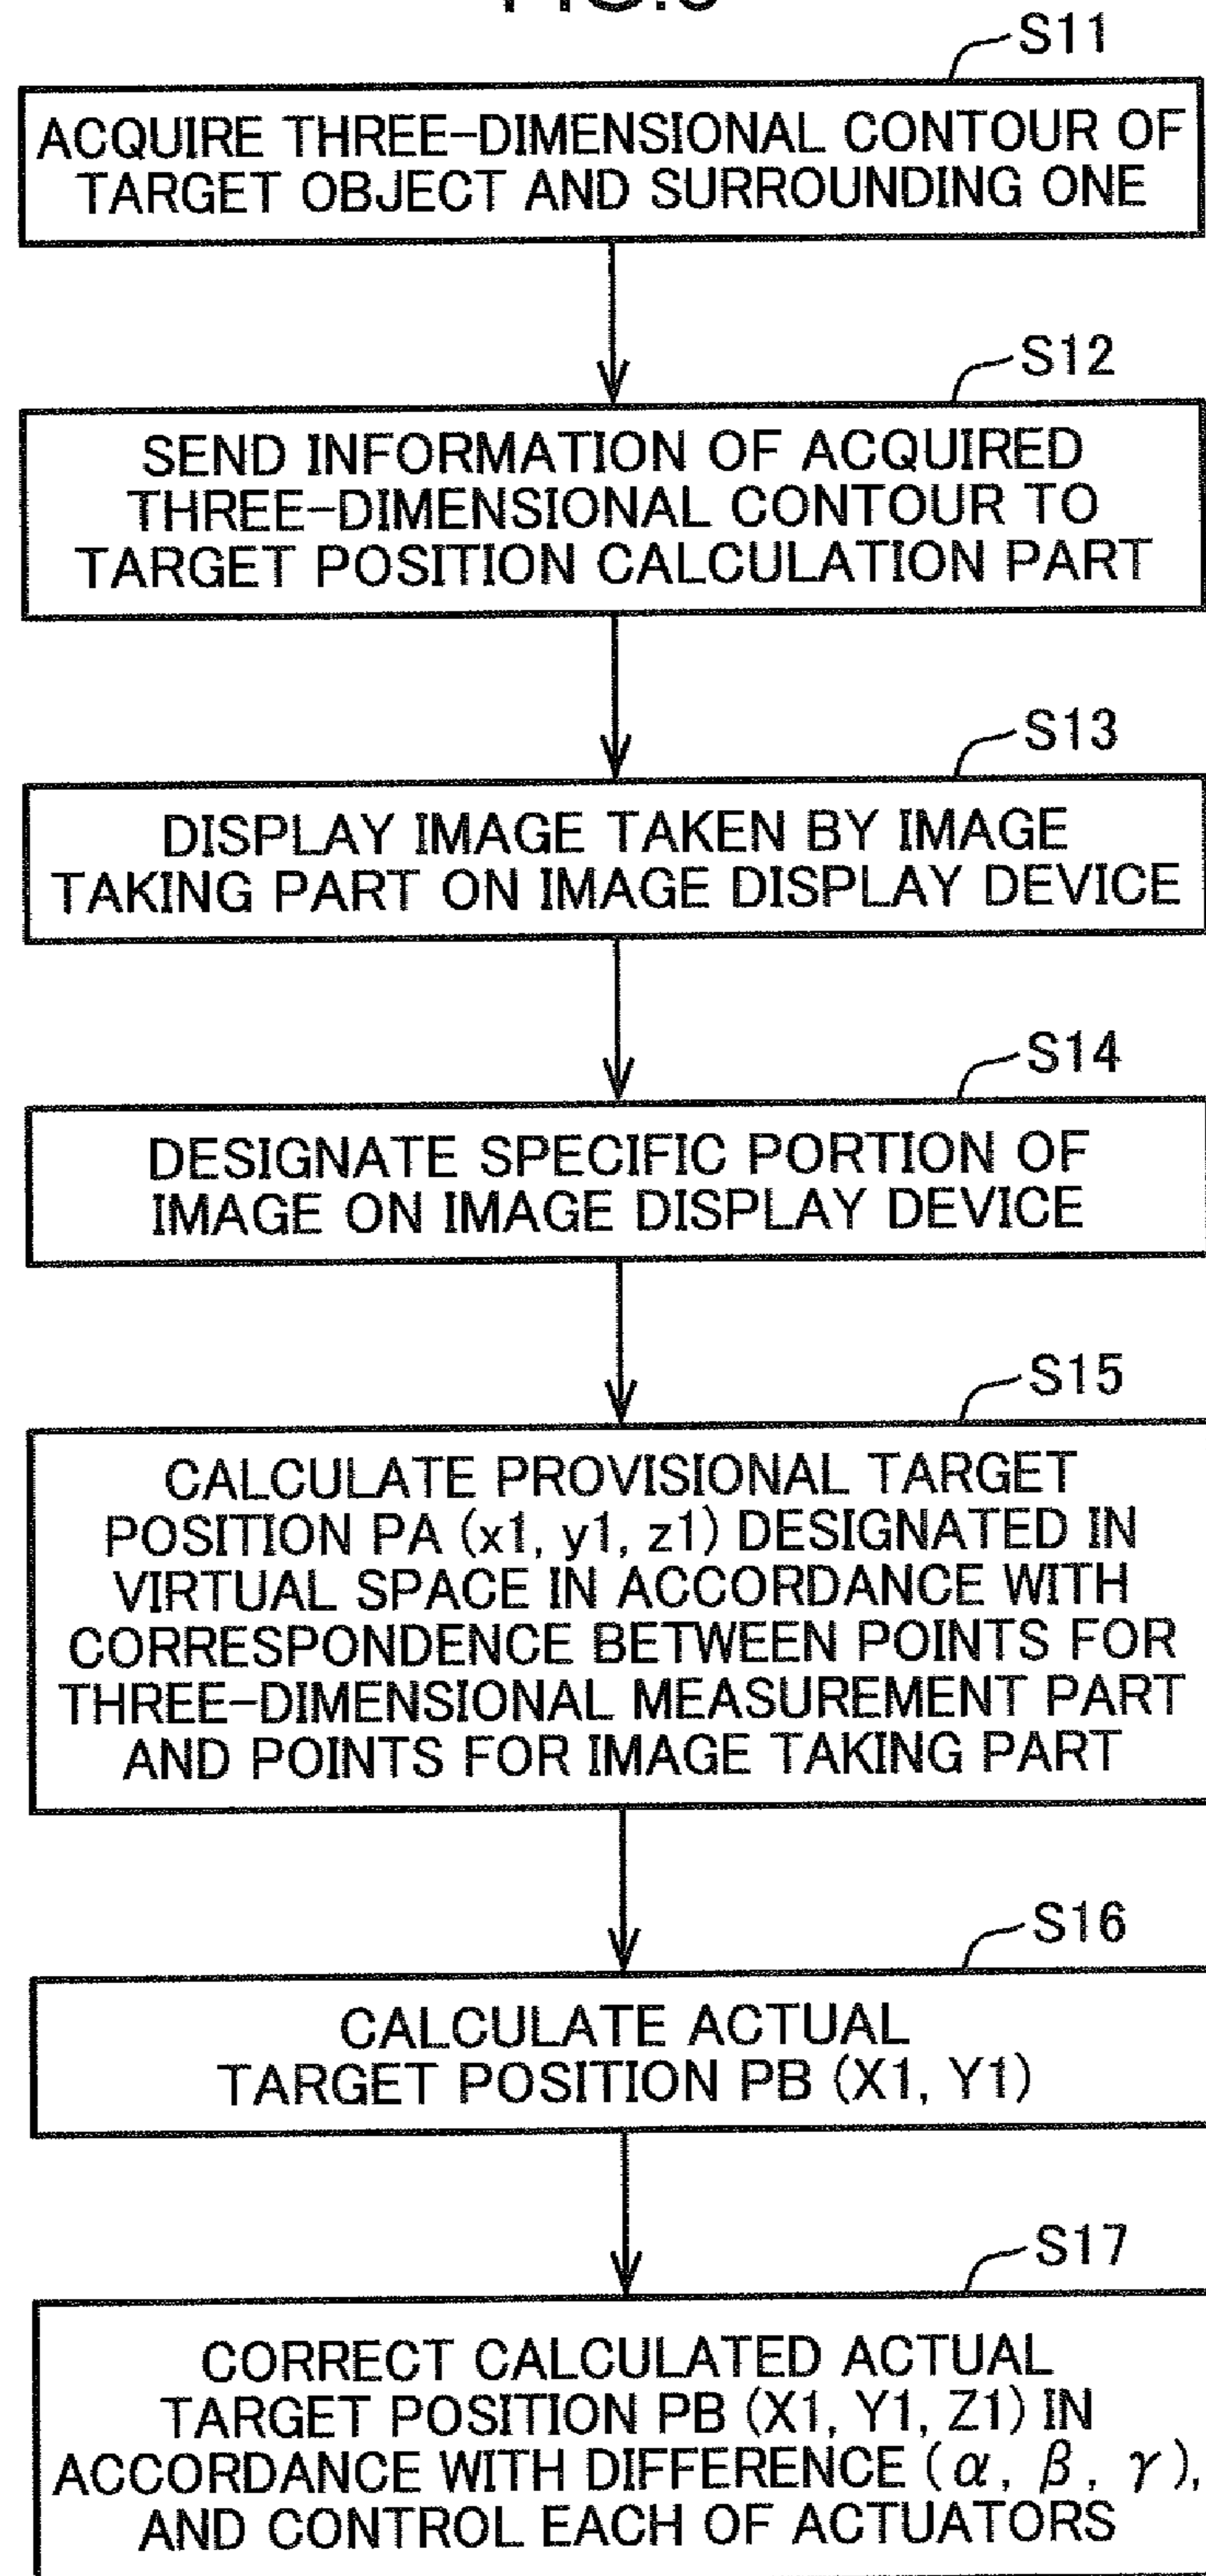 S11
ACQUIRE THREE-DIMENSIONAL CONTOUR OF
TARGET OBJECT AND SURROUNDING ONE
S12
SEND INFORMATION OF ACQUIRED
THREE-DIMENSIONAL CONTOUR TO
TARGET POSITION CALCULATION PART
S13
DISPLAY IMAGE TAKEN BY IMAGE
TAKING PART ON IMAGE DISPLAY DEVICE
S14
DESIGNATE SPECIFIC PORTION OF
IMAGE ON IMAGE DISPLAY DEVICE
S15
CALCULATE PROVISIONAL TARGET
POSITION PA (x1, y1, z1) DESIGNATED IN
VIRTUAL SPACE IN ACCORDANCE WITH
CORRESPONDENCE BETWEEN POINTS FOR
THREE-DIMENSIONAL MEASUREMENT PART
AND POINTS FOR IMAGE TAKING PART
S16
CALCULATE ACTUAL
TARGET POSITION PB (X1, Y1)
S17
CORRECT CALCULATED ACTUAL
TARGET POSITION PB (X1, Y1, Z1) IN
ACCORDANCE WITH DIFFERENCE (α, β, γ),
AND CONTROL EACH OF ACTUATORS